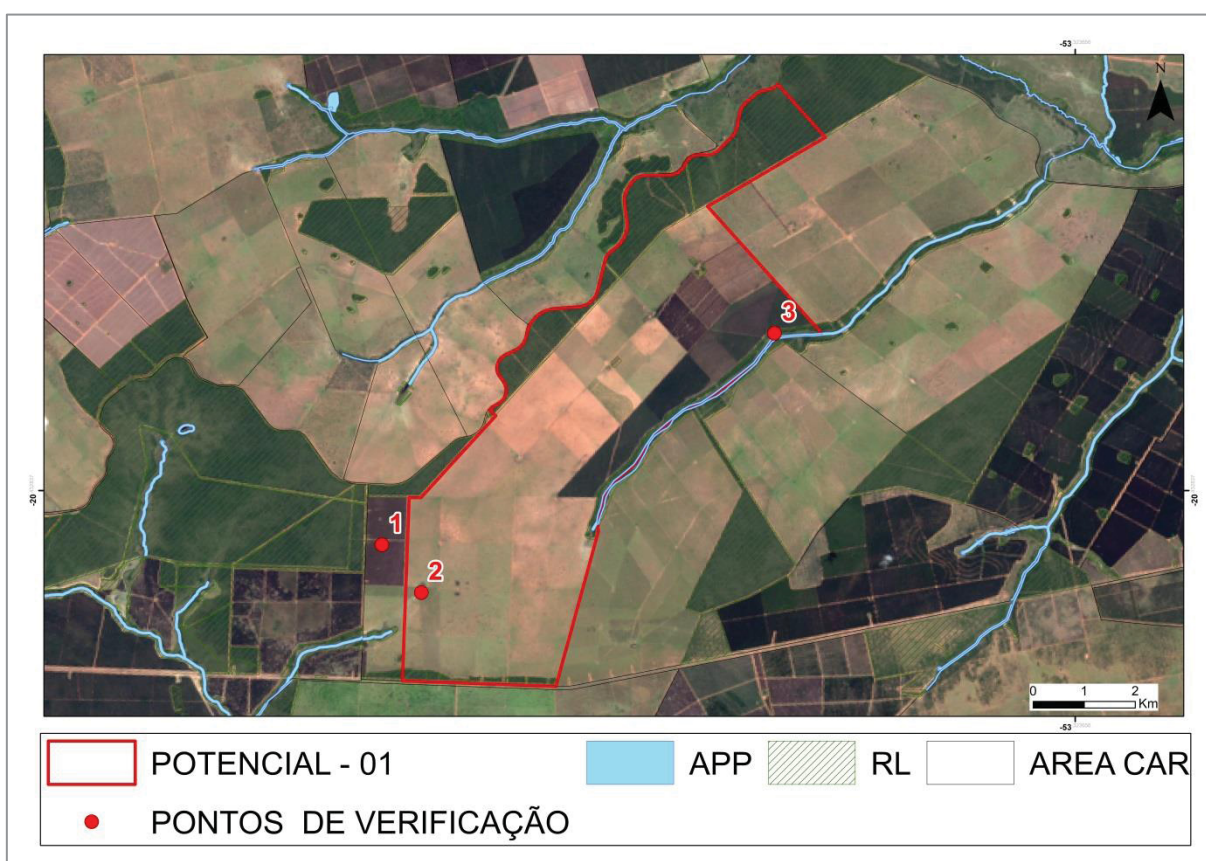 -53
N
3
-20
-20
1
2
0 1 2
Km
-53
POTENCIAL - 01
APP
RL
AREA CAR
PONTOS DE VERIFICAÇÃO